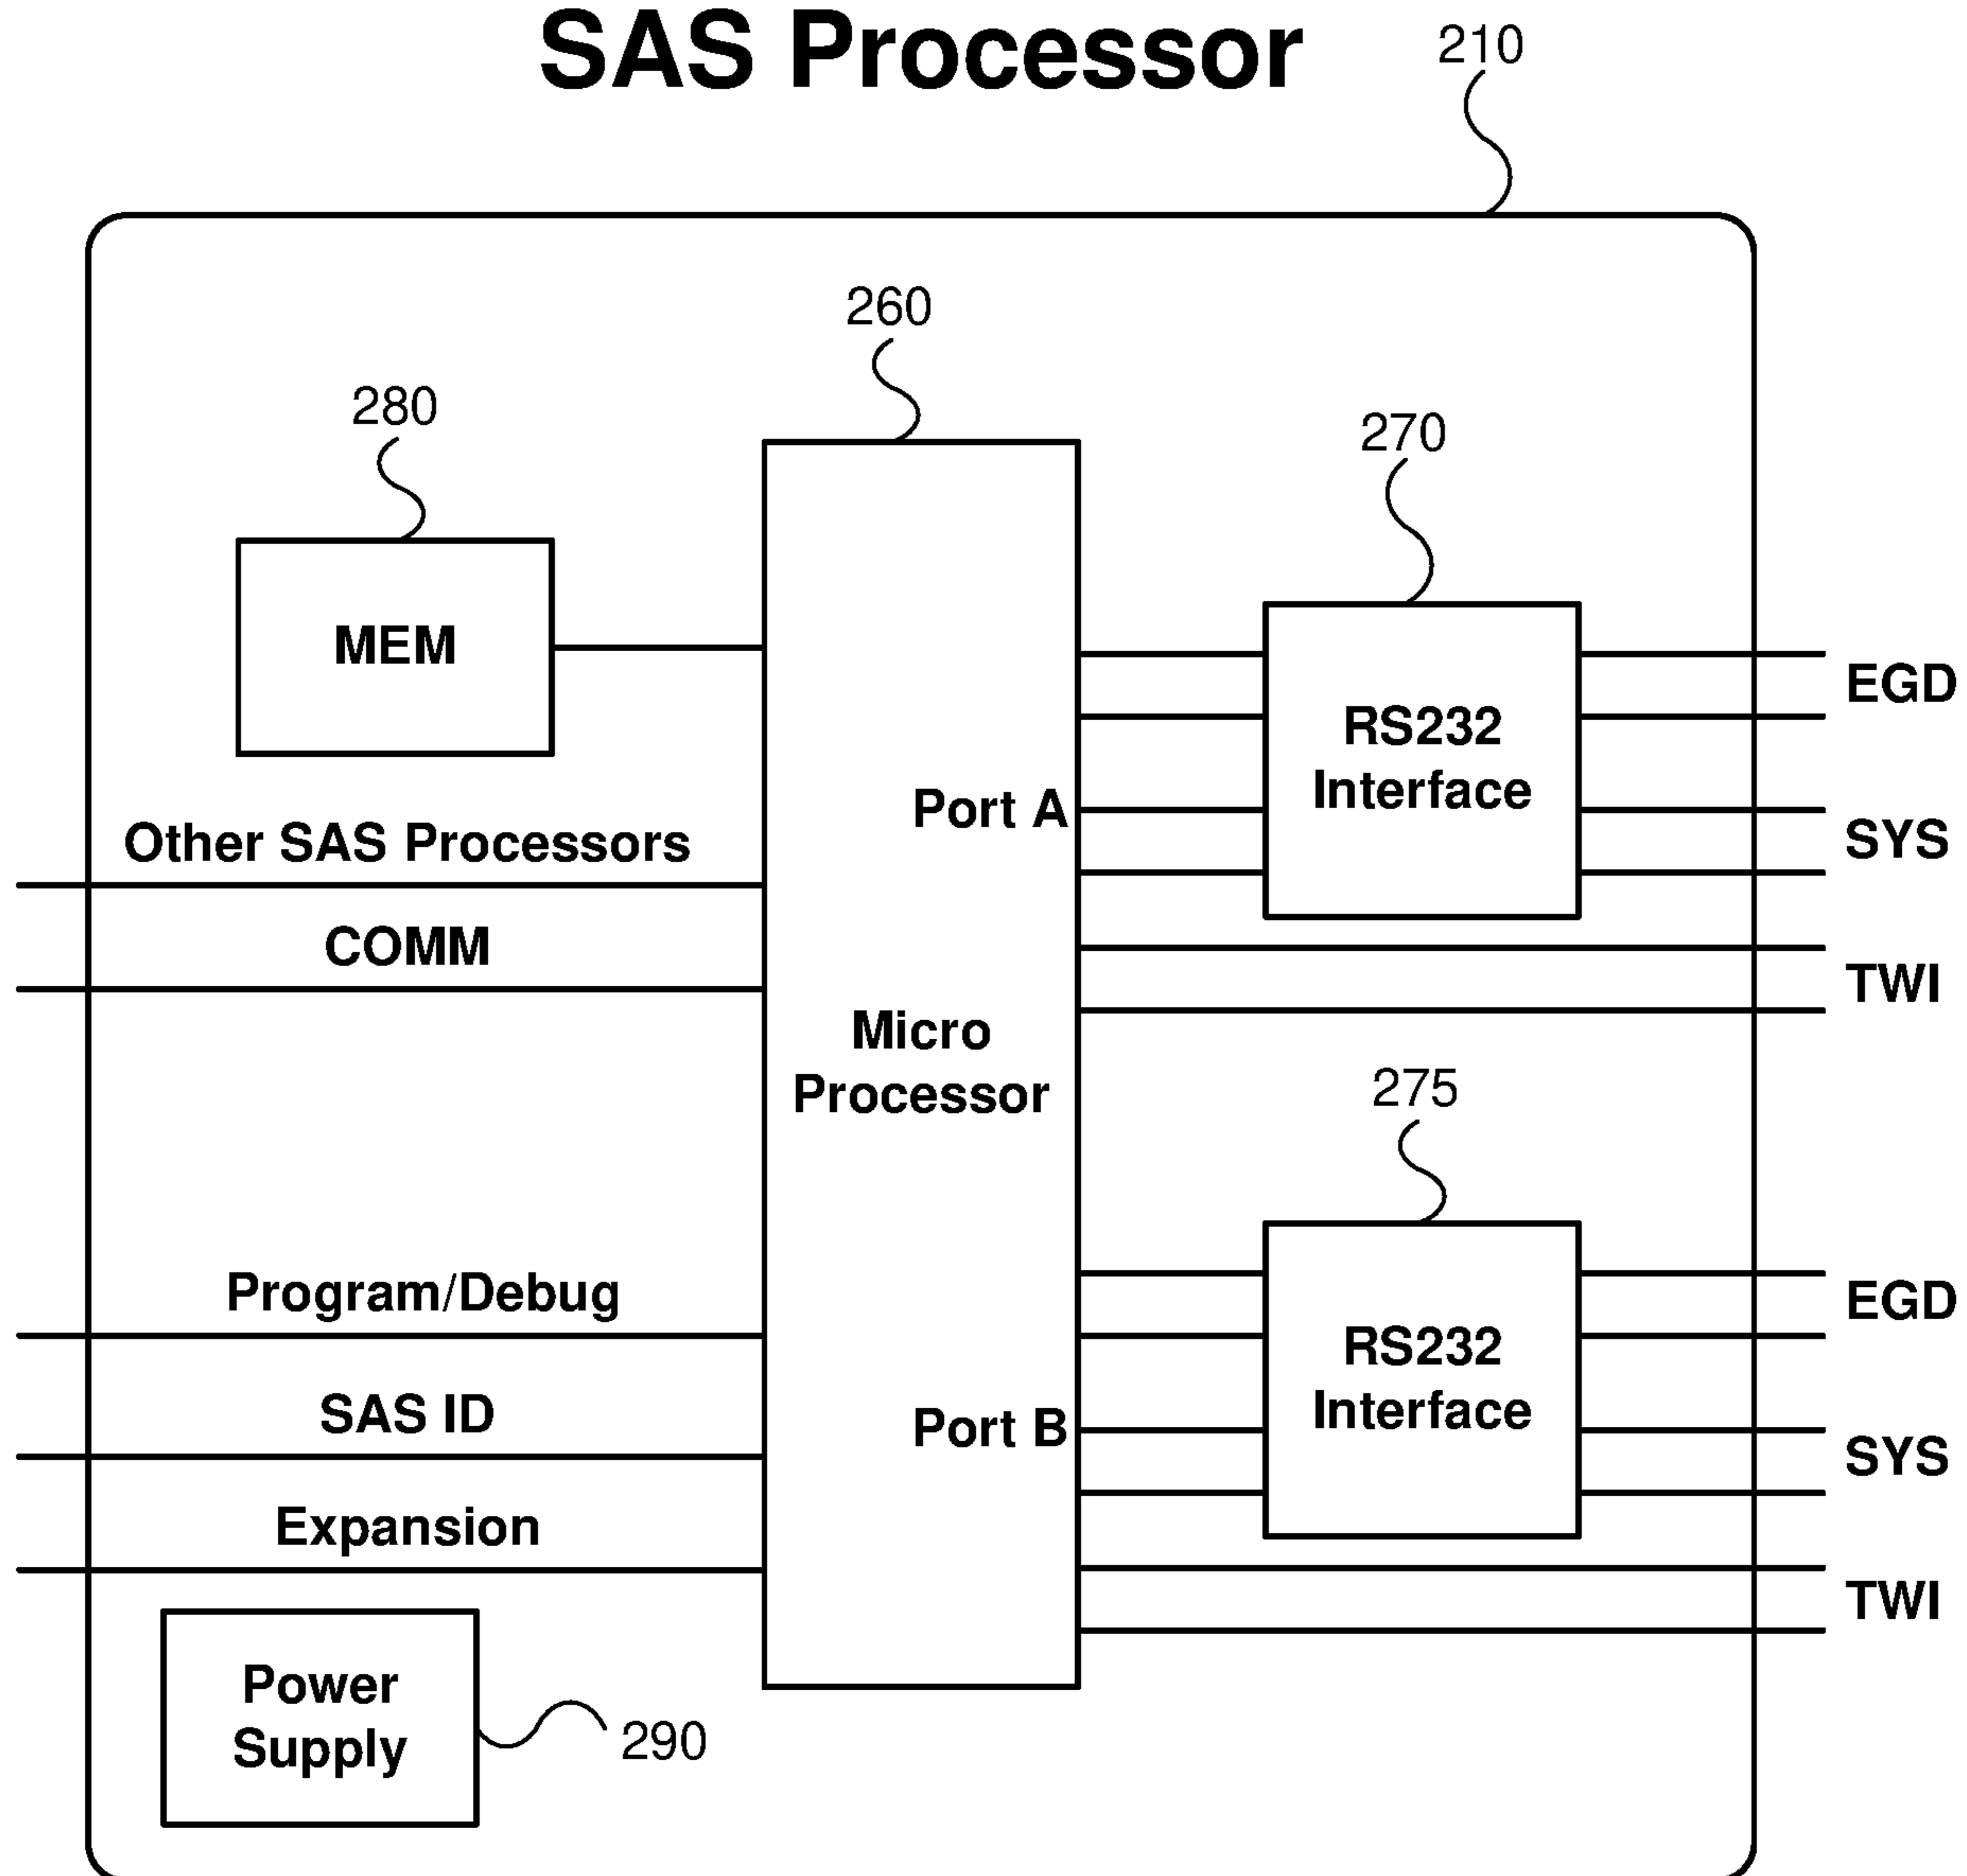 SAS Processor
210
260
280
270
MEM
EGD
RS232
Interface
Port A
Other SAS Processors
SYS
COMM
TWI
Micro
Processor
275
Program/Debug
EGD
RS232
Interface
SAS ID
Port B
SYS
Expansion
TWI
Power
Supply
290